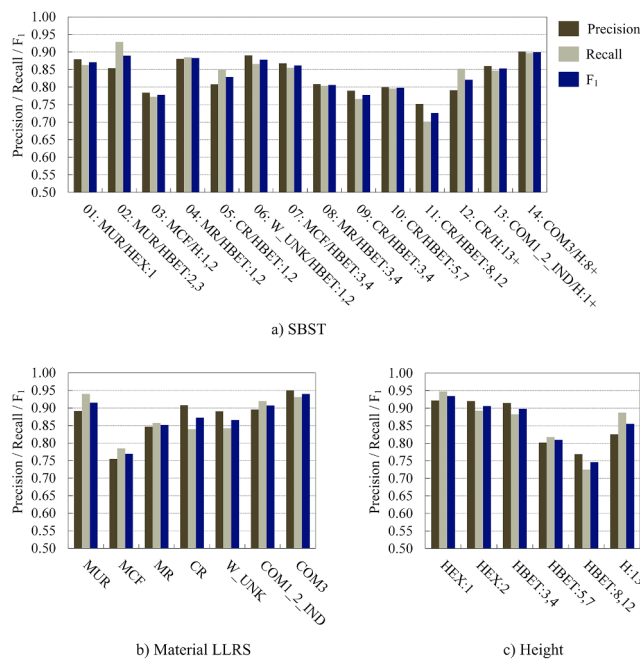 1.00
0.95
0.90
0.85
0.80
0.75
0.70
0.65
0.60
0.55
0.50
Precision / Recall / F1
Precision
Recall
F1
01: MUR/HEX:1
02: MUR/HBET:2,3
03: MCF/H:1,2
04: MR/HBET:1,2
05: CR/HBET:1,2
06: W_UNK/HBET:1,2
07: MCF/HBET:3,4
08: MR/HBET:3,4
09: CR/HBET:3,4
10: CR/HBET:5,7
11: CR/HBET:8,12
12: CR/H:13+
13: COM1_2_IND/H:1+
14: COM3/H:8+
a) SBST
1.00
0.95
0.90
0.85
0.80
0.75
0.70
0.65
0.60
0.55
0.50
Precision / Recall / F1
MUR
MCF
MR
CR
W_UNK
COM1_2_IND
COM3
b) Material LLRS
1.00
0.95
0.90
0.85
0.80
0.75
0.70
0.65
0.60
0.55
0.50
Precision / Recall / F1
HEX:1
HEX:2
HBET:3,4
HBET:5,7
HBET:8,12
H:13
c) Height